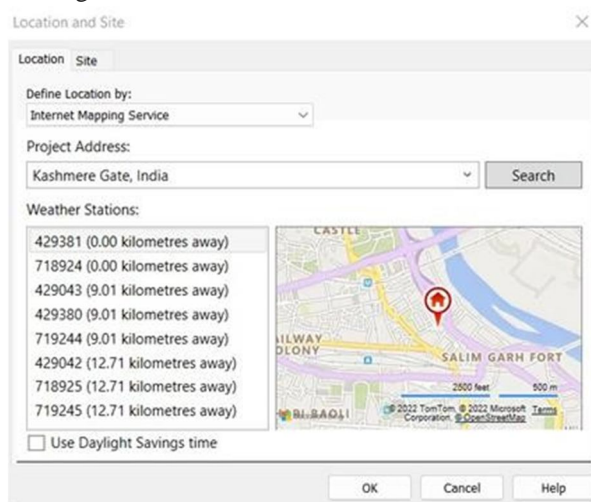 Location and Site
Location Site
Define Location by:
Internet Mapping Service
Project Address:
Kashmere Gate, India
Search
Weather Stations:
429381 (0.00 kilometres away)
718924 (0.00 kilometres away)
429043 (9.01 kilometres away)
429380 (9.01 kilometres away)
719244 (9.01 kilometres away)
429042 (12.71 kilometres away)
718925 (12.71 kilometres away)
719245 (12.71 kilometres away)
CASTLE
AILWAY
OLONY
SALIM GARH FORT
2500 feet 500 m
BI-BAOLI
© 2022 TomTom, © 2022 Microsoft Terms
Corporation, © OpenStreetMap
Use Daylight Savings time
OK Cancel Help